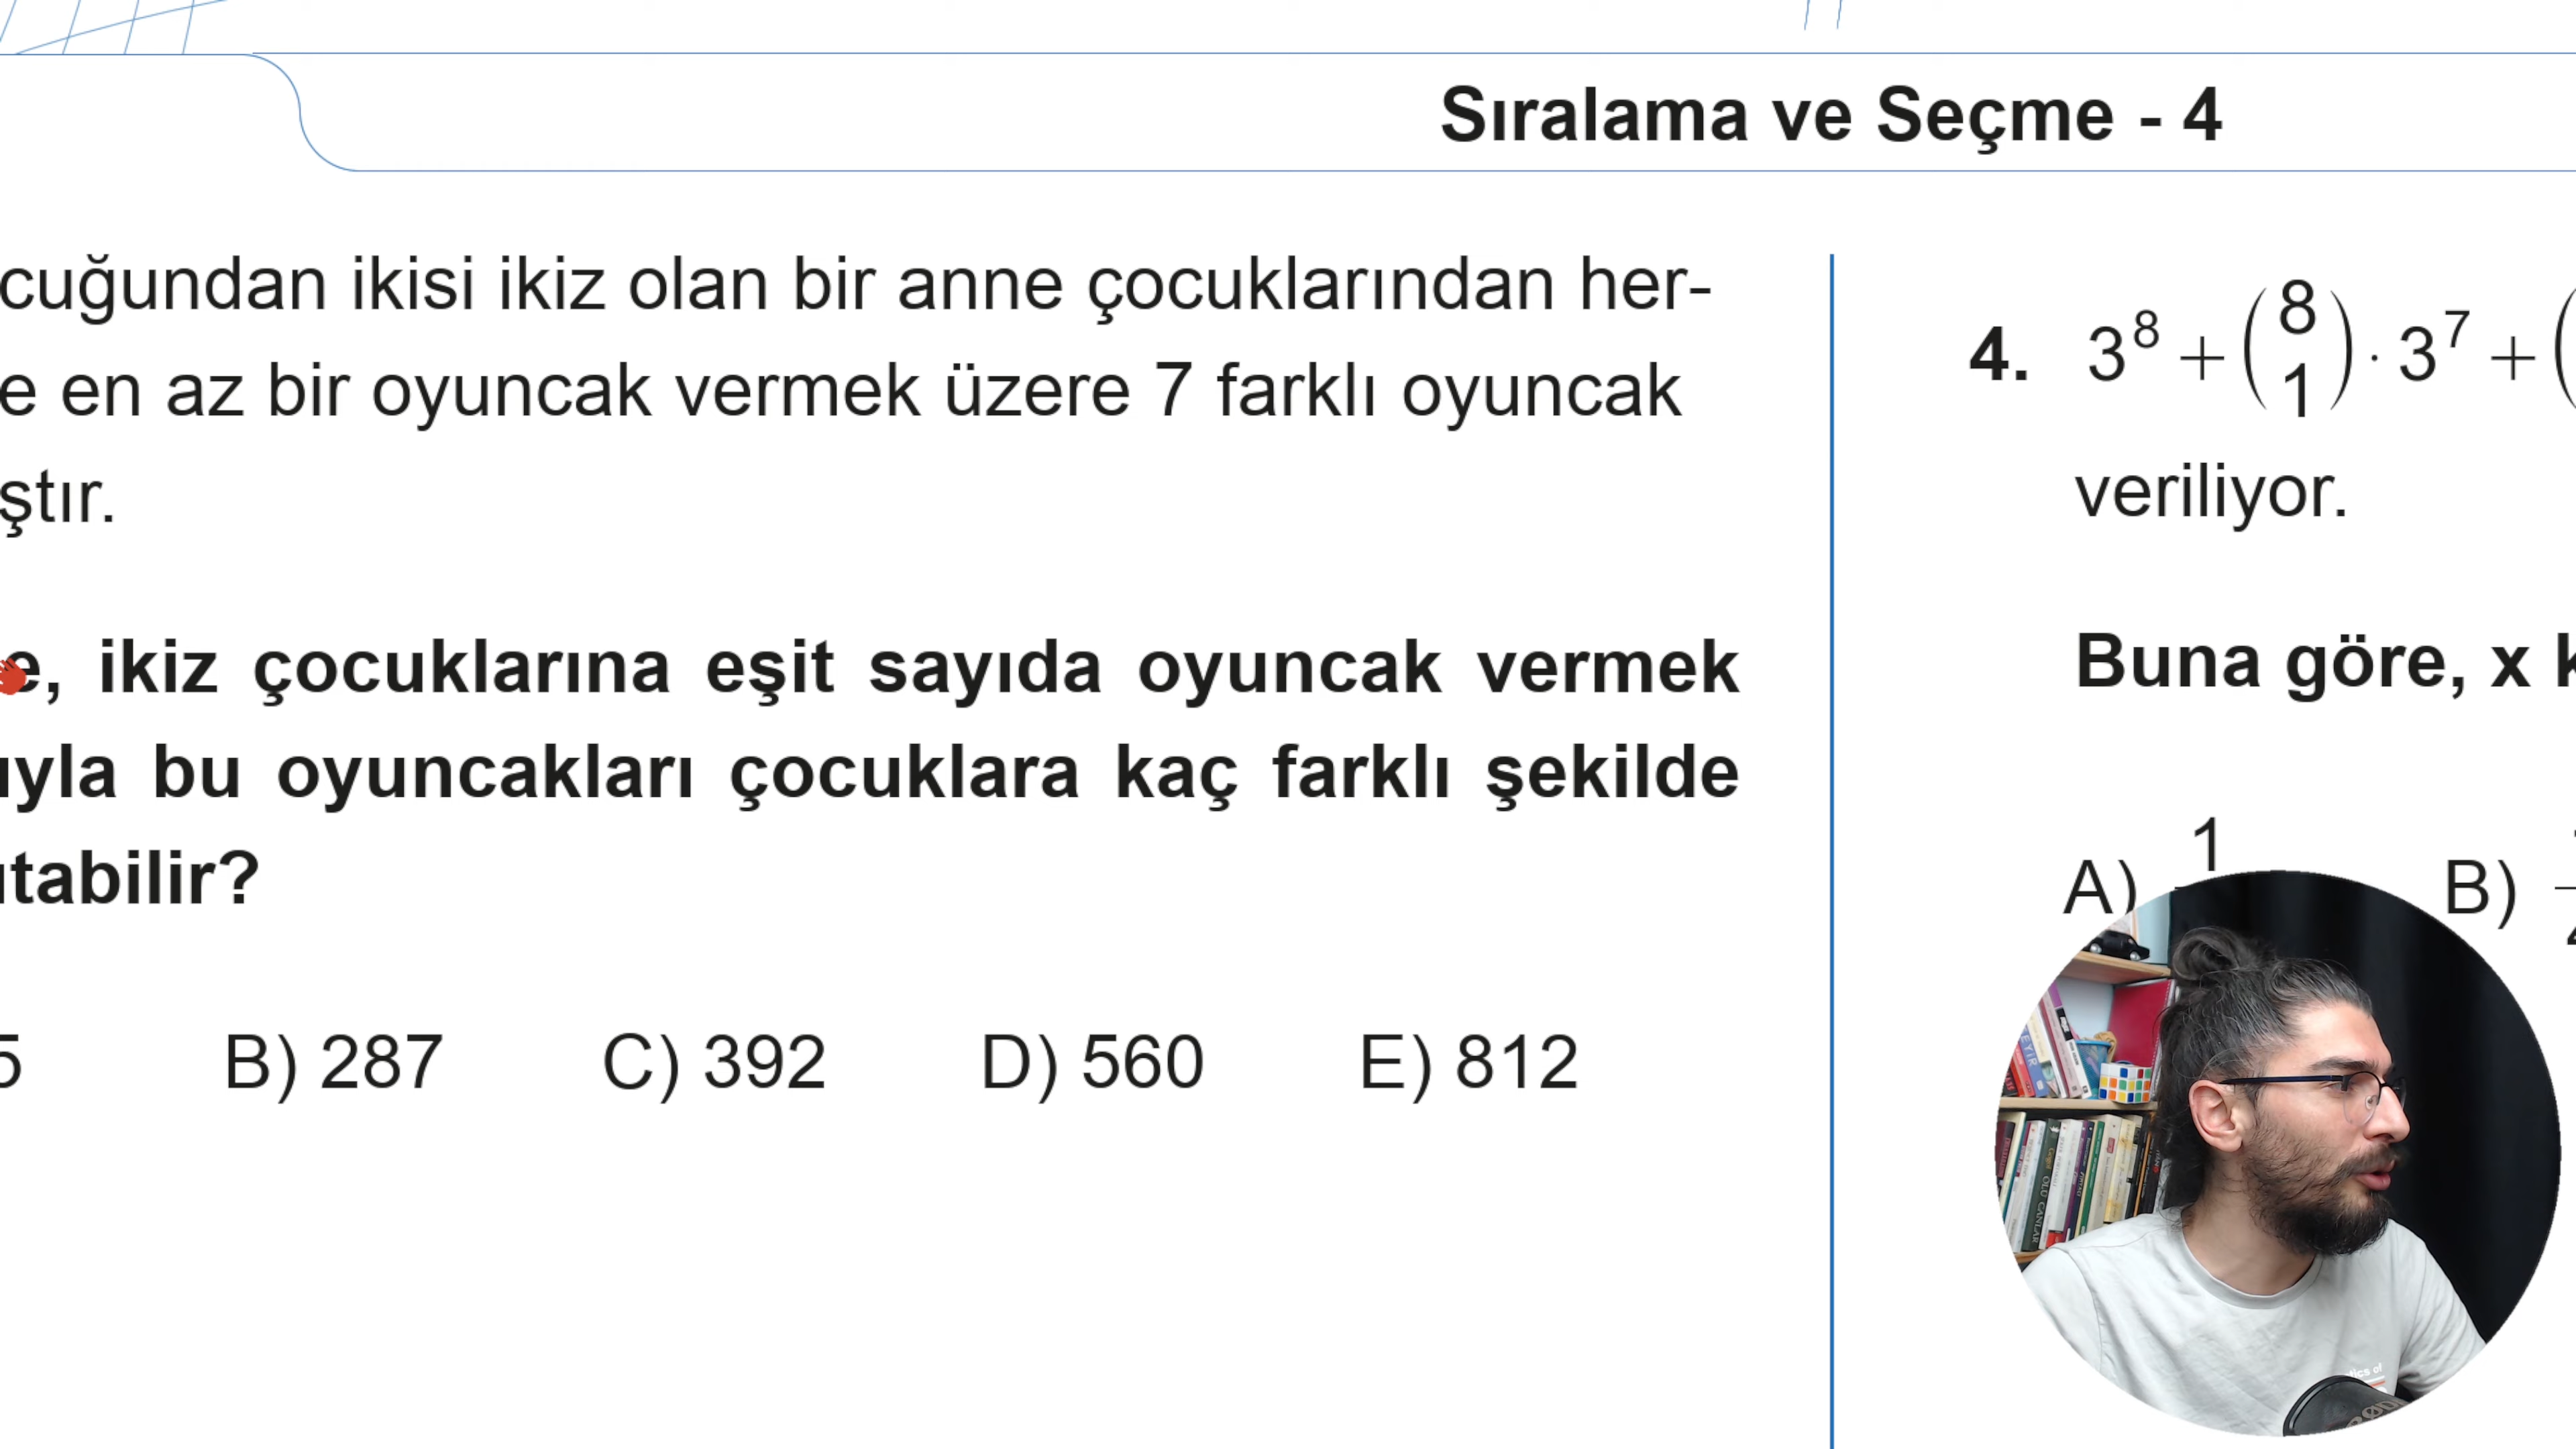 Sıralama ve Seçme - 4
cuğundan ikisi ikiz olan bir anne çocuklarından her-
e en az bir oyuncak vermek üzere 7 farklı oyuncak
ştır.
e, ikiz çocuklarına eşit sayıda oyuncak vermek
ıyla bu oyuncakları çocuklara kaç farklı şekilde
ıtabilir?
5 B) 287 C) 392 D) 560 E) 812
4. 3⁸ + (8 1) · 3⁷ + (
veriliyor.
Buna göre, x k
A) 1 B)
OLÜ CANLAR